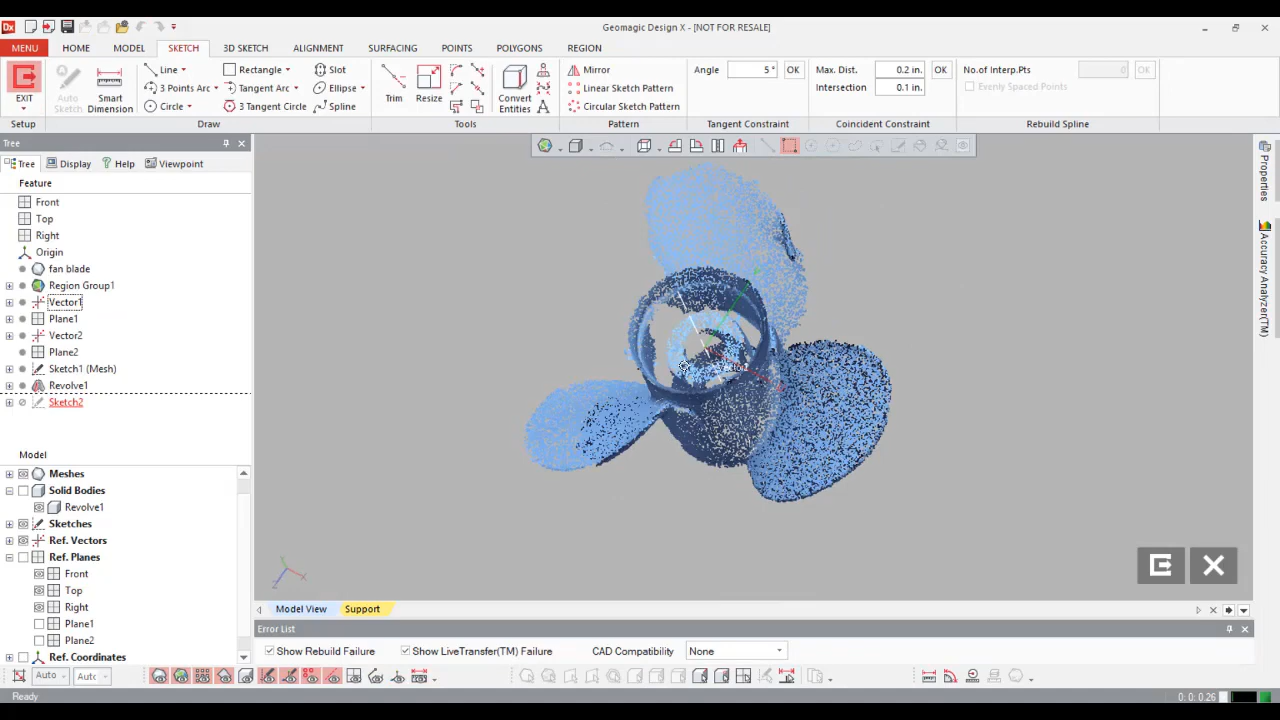 Dx
Geomagic Design X - [NOT FOR RESALE]
MENU HOME MODEL SKETCH 3D SKETCH ALIGNMENT SURFACING POINTS POLYGONS REGION
EXIT
Auto Sketch
Smart Dimension
Line Rectangle Slot
3 Points Arc Tangent Arc Ellipse
Circle 3 Tangent Circle Spline
Trim
Resize
Convert Entities
Mirror
Linear Sketch Pattern
Circular Sketch Pattern
Angle 5 ° OK
Max. Dist. 0.2 in. OK
Intersection 0.1 in.
No.of Interp.Pts 0 OK
Evenly Spaced Points
Setup Draw Tools Pattern Tangent Constraint Coincident Constraint Rebuild Spline
Tree
Tree Display Help Viewpoint
Feature
Front
Top
Right
Origin
fan blade
Region Group1
Vector1
Plane1
Vector2
Plane2
Sketch1 (Mesh)
Revolve1
Sketch2
Model
Meshes
Solid Bodies
Revolve1
Sketches
Ref. Vectors
Ref. Planes
Front
Top
Right
Plane1
Plane2
Ref. Coordinates
Properties
Accuracy Analyzer(TM)
Model View Support
Error List
Show Rebuild Failure Show LiveTransfer(TM) Failure CAD Compatibility None
Auto
Ready
0: 0: 0.26